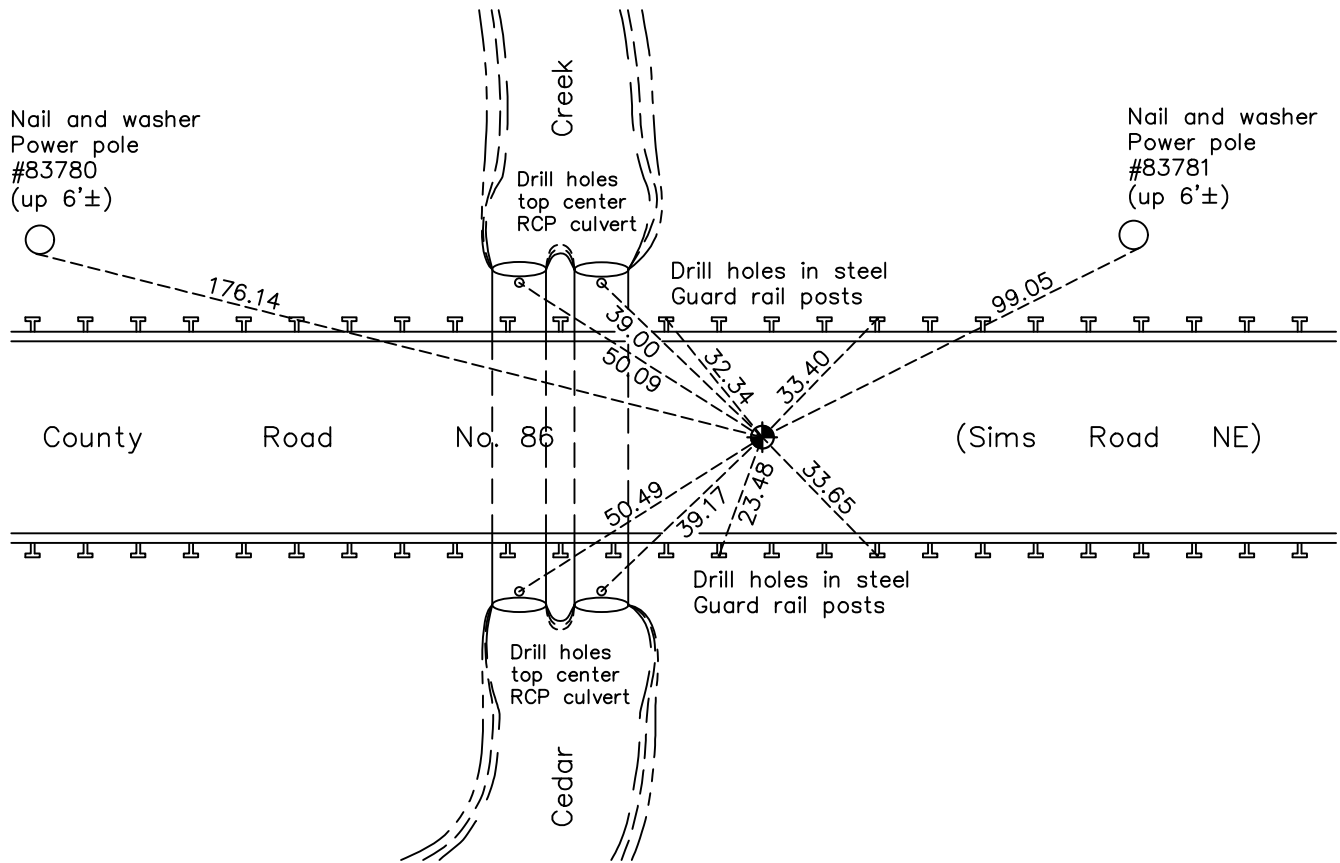 Creek
Nail and washer
Power pole
#83780
(up 6'±)
Nail and washer
Power pole
#83781
(up 6'±)
Drill holes
top center
RCP culvert
Drill holes in steel
Guard rail posts
176.14
99.05
39.00
50.09
32.34
33.40
County Road No. 86 (Sims Road NE)
50.49
39.17
23.48
33.65
Drill holes in steel
Guard rail posts
Drill holes
top center
RCP culvert
Cedar